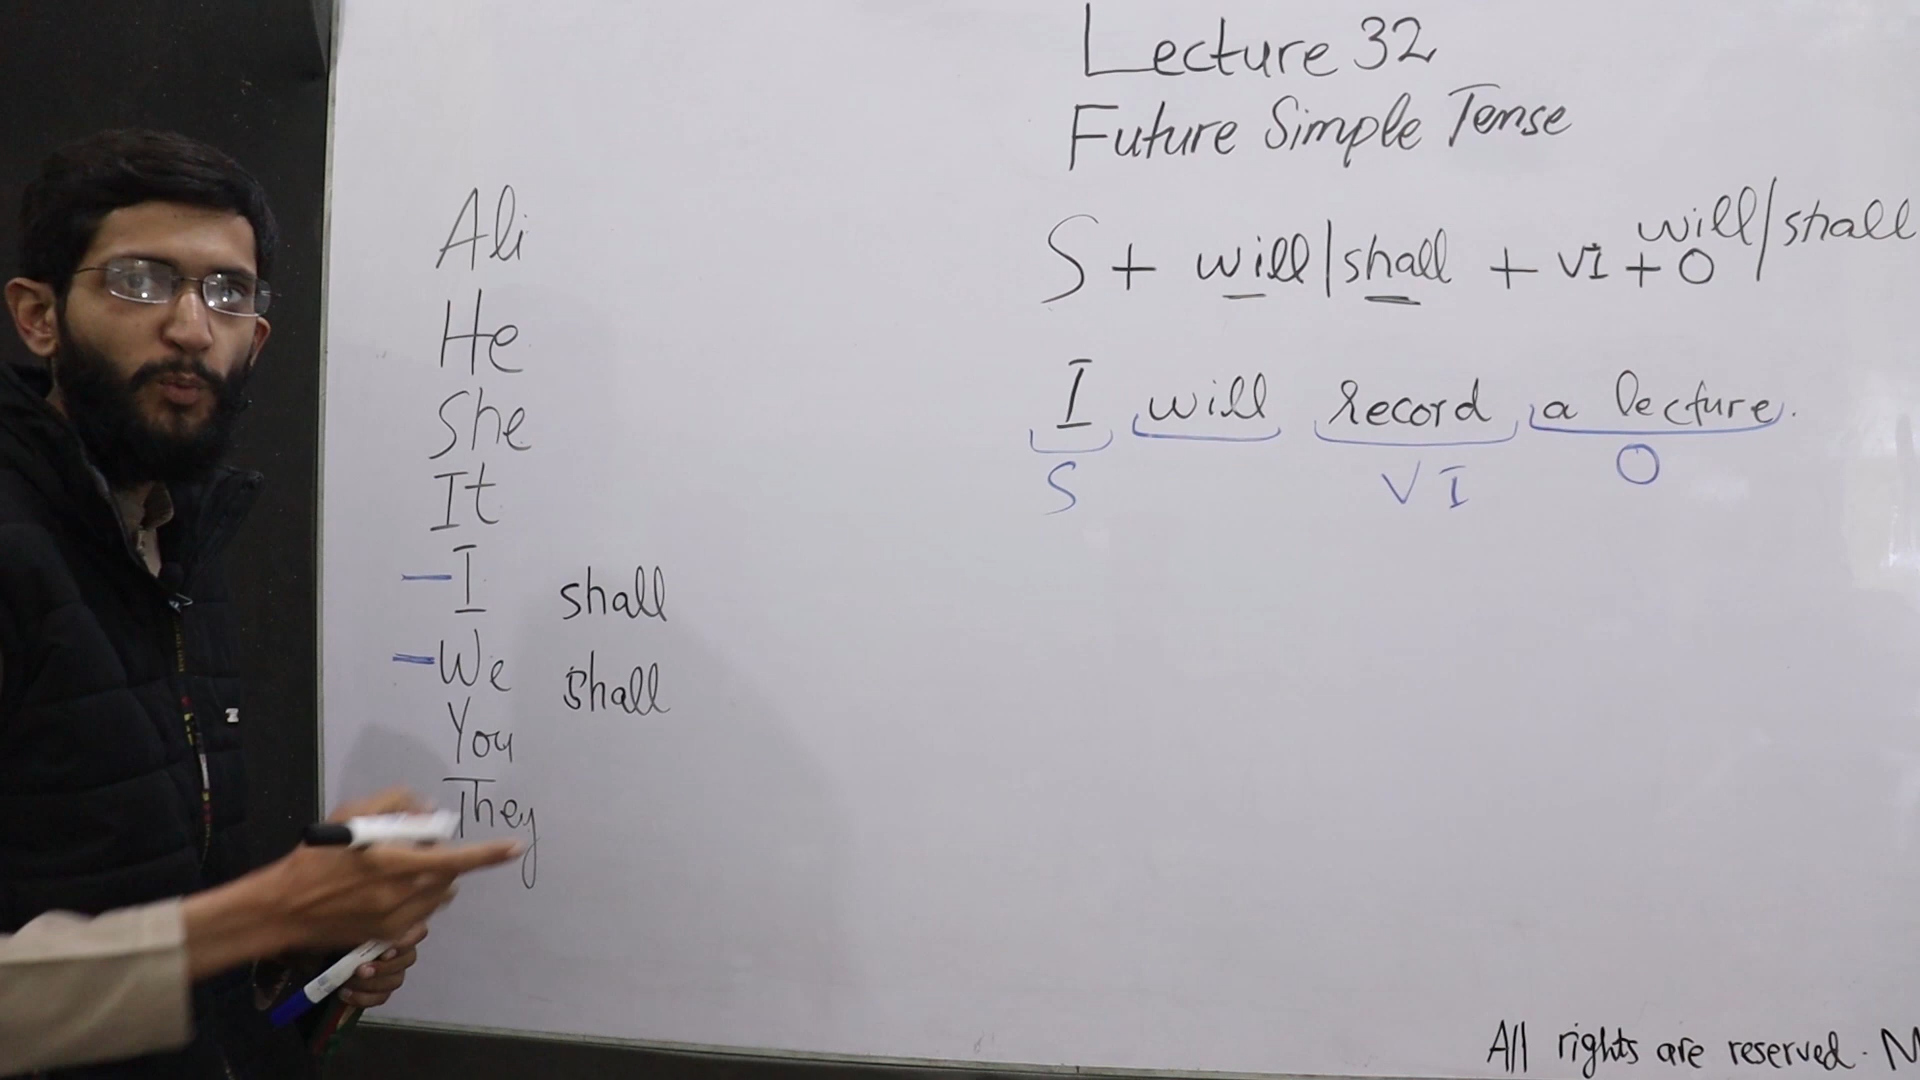 Lecture 32
Future Simple Tense
S + will/shall + VI + O will/shall
I will record a lecture.
S VI O
Ali
He
She
It
I shall
We shall
You
They
All rights are reserved.